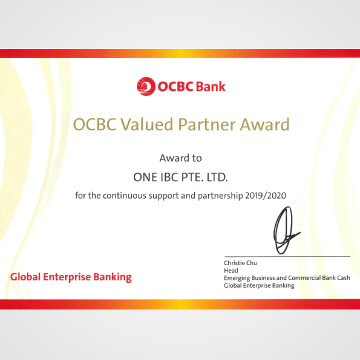 OCBC Bank
OCBC Valued Partner Award
Award to
ONE IBC PTE. LTD.
for the continuous support and partnership 2019/2020
Christie Chu
Head
Emerging Business and Commercial Bank Cash
Global Enterprise Banking
Global Enterprise Banking